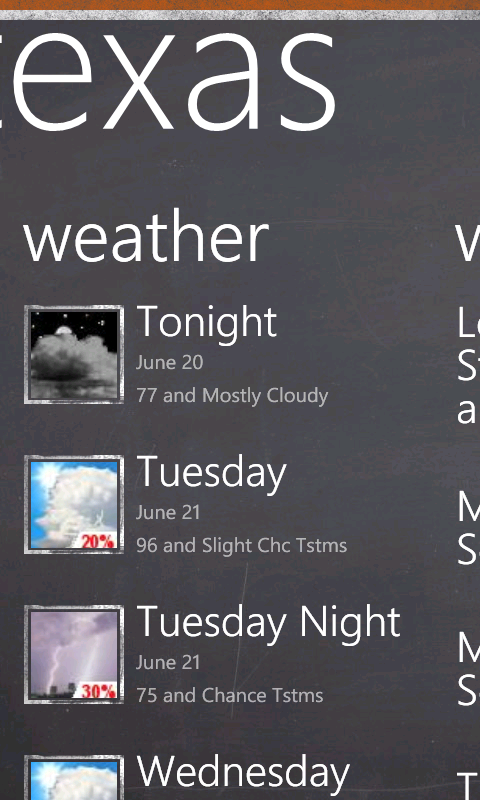 texas
weather
Tonight
June 20
77 and Mostly Cloudy
Tuesday
June 21
96 and Slight Chc Tstms
20%
Tuesday Night
June 21
75 and Chance Tstms
30%
Wednesday